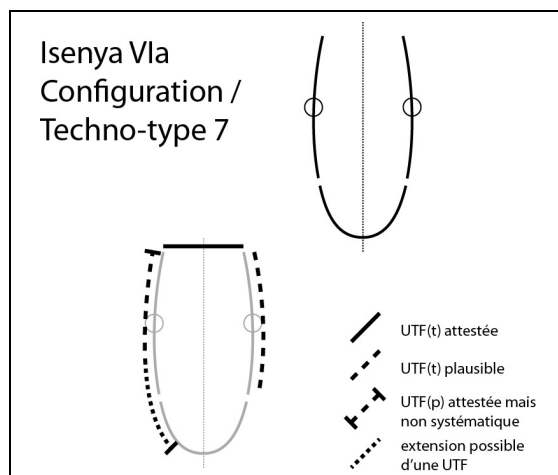 Isenya VIa
Configuration /
Techno-type 7
UTF(t) attestée
UTF(t) plausible
UTF(p) attestée mais
non systématique
extension possible
d'une UTF